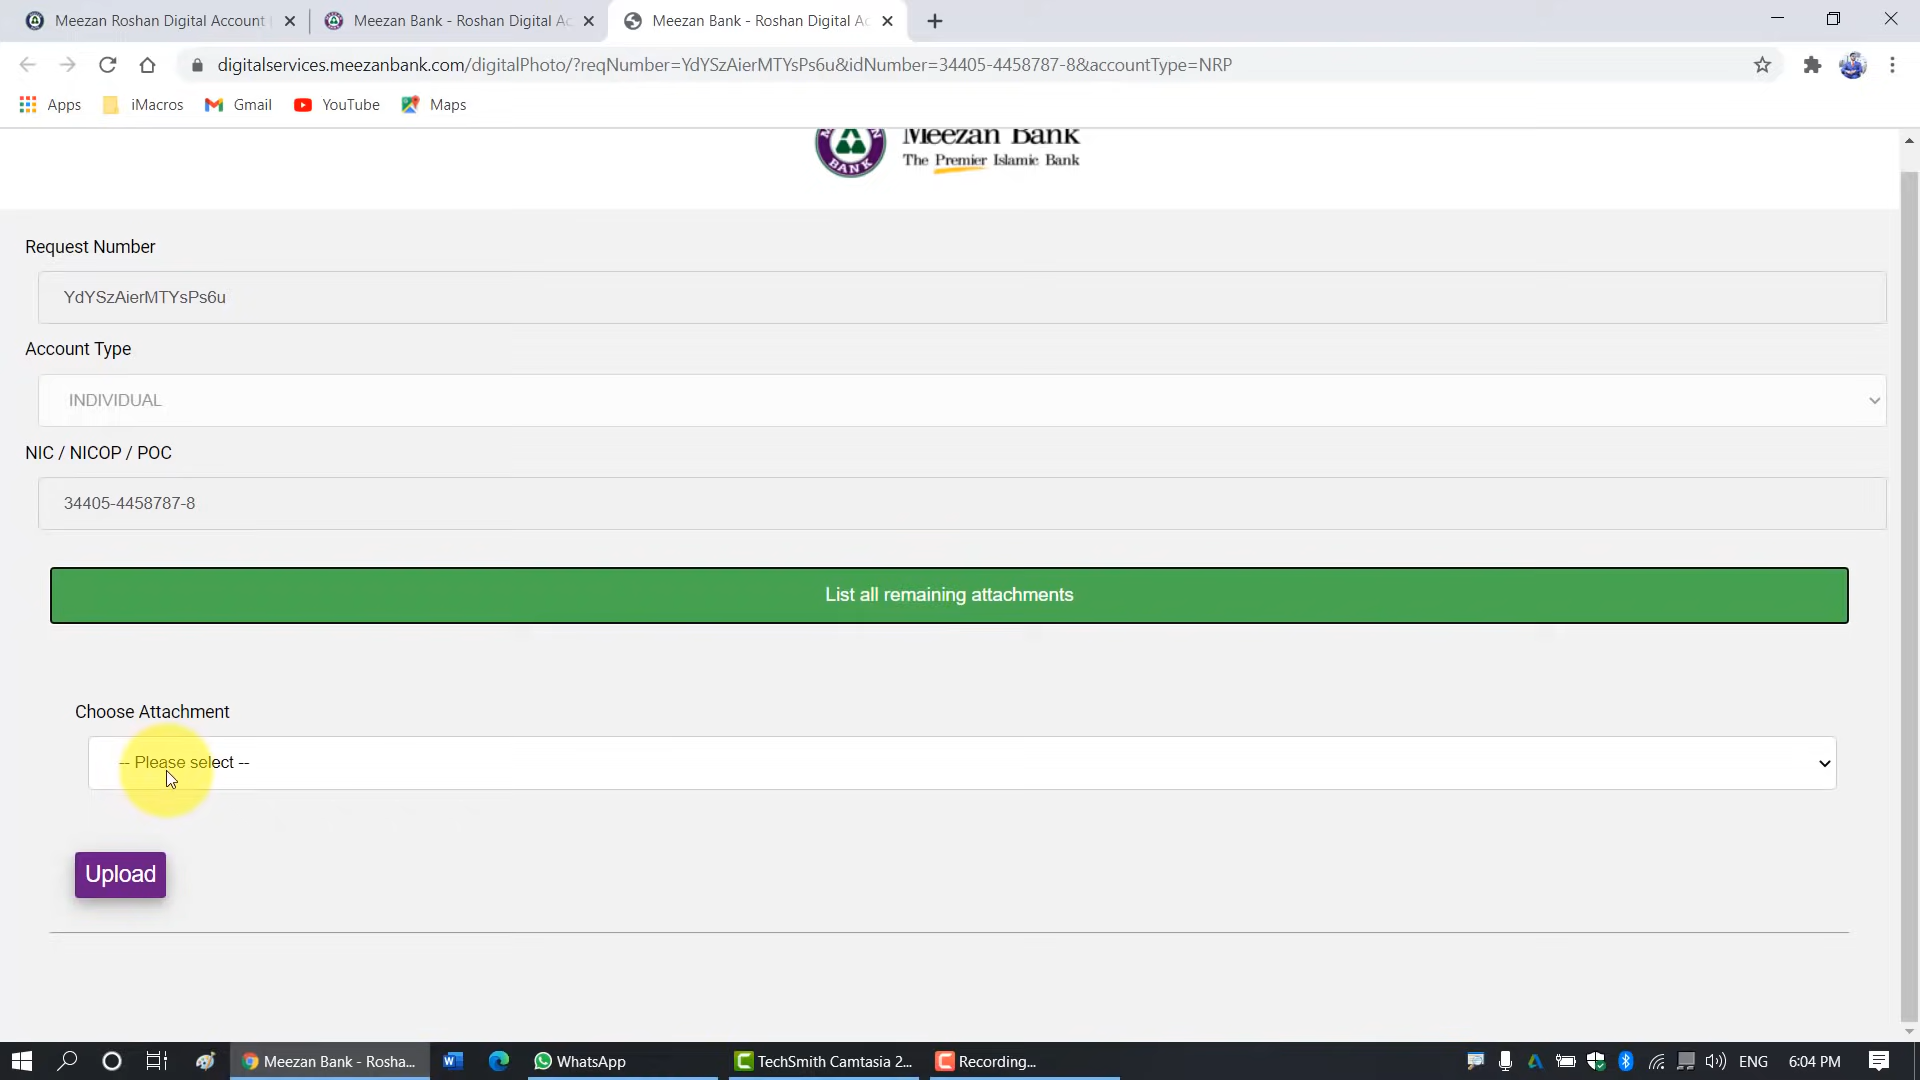 Meezan Roshan Digital Account
Meezan Bank - Roshan Digital Ac
Meezan Bank - Roshan Digital Ac
digitalservices.meezanbank.com/digitalPhoto/?reqNumber=YdYSzAierMTYsPs6u&idNumber=34405-4458787-8&accountType=NRP
Apps
iMacros
Gmail
YouTube
Maps
BANK
Meezan Bank
The Premier Islamic Bank
Request Number
YdYSzAierMTYsPs6u
Account Type
INDIVIDUAL
NIC / NICOP / POC
34405-4458787-8
List all remaining attachments
Choose Attachment
-- Please select --
Upload
Meezan Bank - Rosha...
WhatsApp
TechSmith Camtasia 2...
Recording...
ENG
6:04 PM